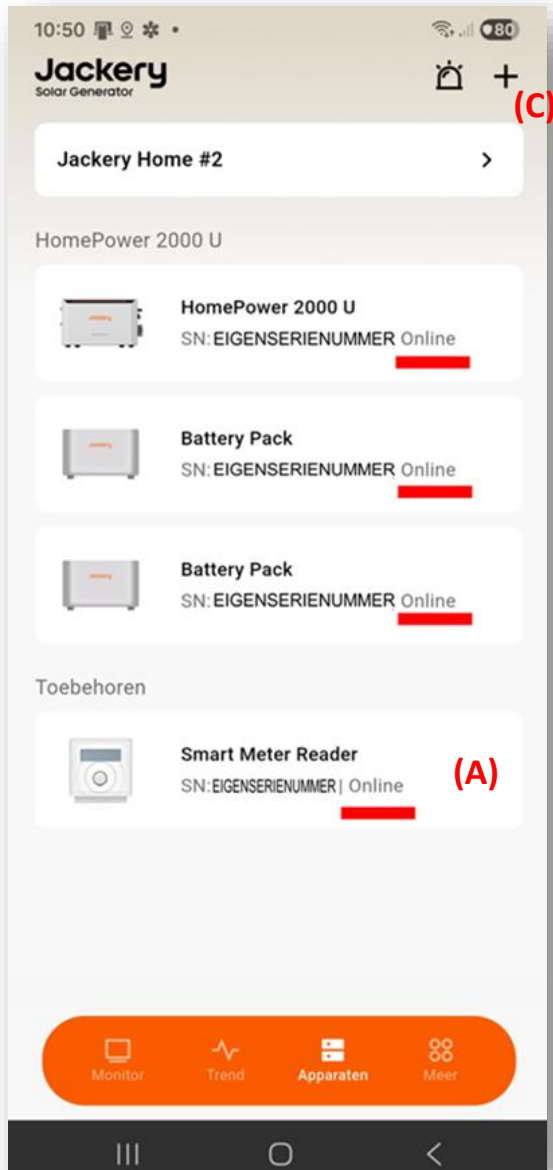 10:50
80
Jackery
Solar Generator
(C)
Jackery Home #2
HomePower 2000 U
HomePower 2000 U
SN:EIGENSERIENUMMER Online
Battery Pack
SN:EIGENSERIENUMMER Online
Battery Pack
SN:EIGENSERIENUMMER Online
Toebehoren
Smart Meter Reader
(A)
SN:EIGENSERIENUMMER| Online
Monitor Trend Apparaten Meer